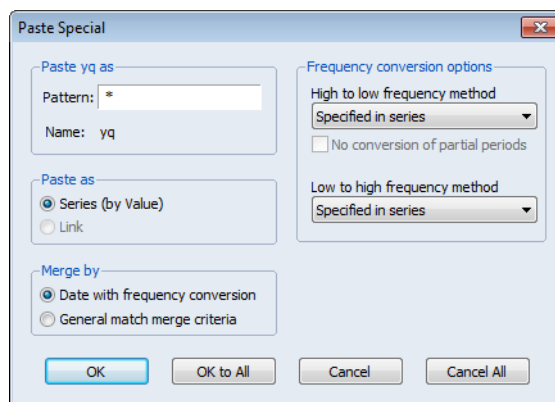 Paste Special
Paste yq as
Pattern: *
Name: yq
Paste as
Series (by Value)
Link
Merge by
Date with frequency conversion
General match merge criteria
Frequency conversion options
High to low frequency method
Specified in series
No conversion of partial periods
Low to high frequency method
Specified in series
OK
OK to All
Cancel
Cancel All